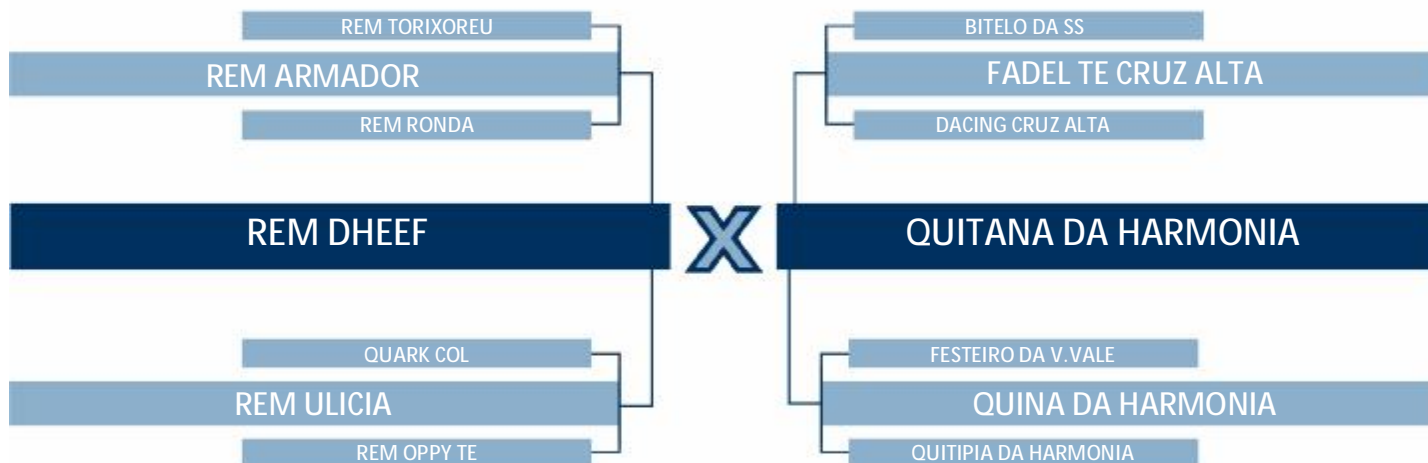 REM TORIXOREU
REM ARMADOR
REM RONDA
REM DHEEF
QUARK COL
REM ULICIA
REM OPPY TE
X
BITELO DA SS
FADEL TE CRUZ ALTA
DACING CRUZ ALTA
QUITANA DA HARMONIA
FESTEIRO DA V.VALE
QUINA DA HARMONIA
QUITIPIA DA HARMONIA